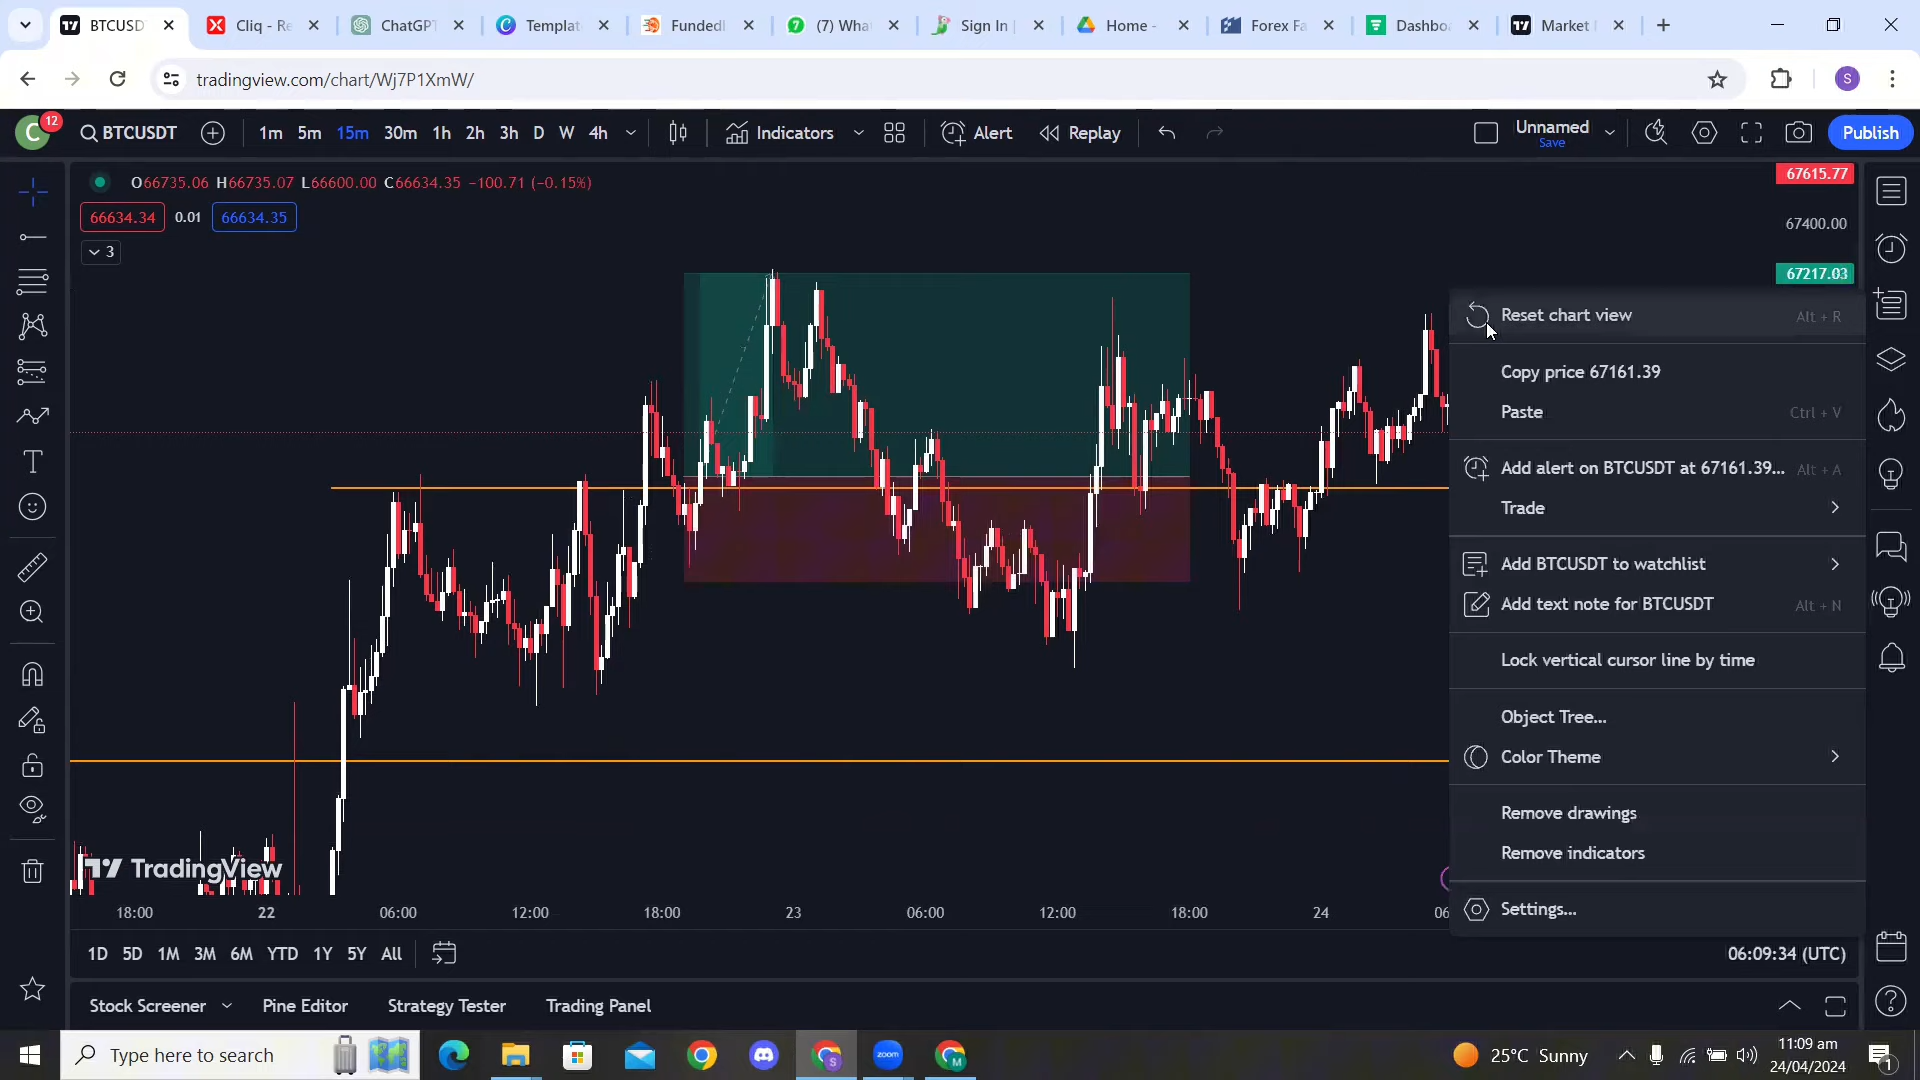 BTCUSD
Cliq - Re
ChatGPT
Templat
FundedI
(7) Wha
Sign In
Home -
Forex Fa
Dashbo
Market
tradingview.com/chart/Wj7P1XmW/
C 12
BTCUSDT
1m 5m 15m 30m 1h 2h 3h D W 4h
Indicators
Alert
Replay
Unnamed
Save
Publish
O66735.06 H66735.07 L66600.00 C66634.35 −100.71 (−0.15%)
66634.34 0.01 66634.35
3
67615.77
67400.00
67217.03
Reset chart view Alt + R
Copy price 67161.39
Paste Ctrl + V
Add alert on BTCUSDT at 67161.39... Alt + A
Trade
Add BTCUSDT to watchlist
Add text note for BTCUSDT Alt + N
Lock vertical cursor line by time
Object Tree...
Color Theme
Remove drawings
Remove indicators
Settings...
TradingView
18:00 22 06:00 12:00 18:00 23 06:00 12:00 18:00 24 06
1D 5D 1M 3M 6M YTD 1Y 5Y All
06:09:34 (UTC)
Stock Screener Pine Editor Strategy Tester Trading Panel
Type here to search
zoom
25°C Sunny
11:09 am
24/04/2024
1